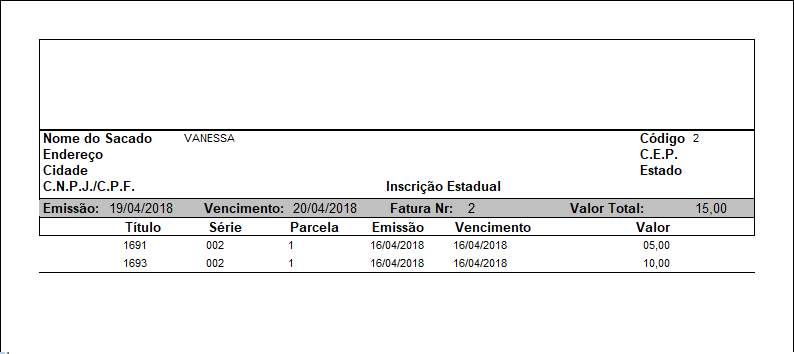 Nome do Sacado VANESSA Código 2
Endereço C.E.P.
Cidade Estado
C.N.P.J./C.P.F. Inscrição Estadual
Emissão: 19/04/2018 Vencimento: 20/04/2018 Fatura Nr: 2 Valor Total: 15,00
Título Série Parcela Emissão Vencimento Valor
1691 002 1 16/04/2018 16/04/2018 05,00
1693 002 1 16/04/2018 16/04/2018 10,00